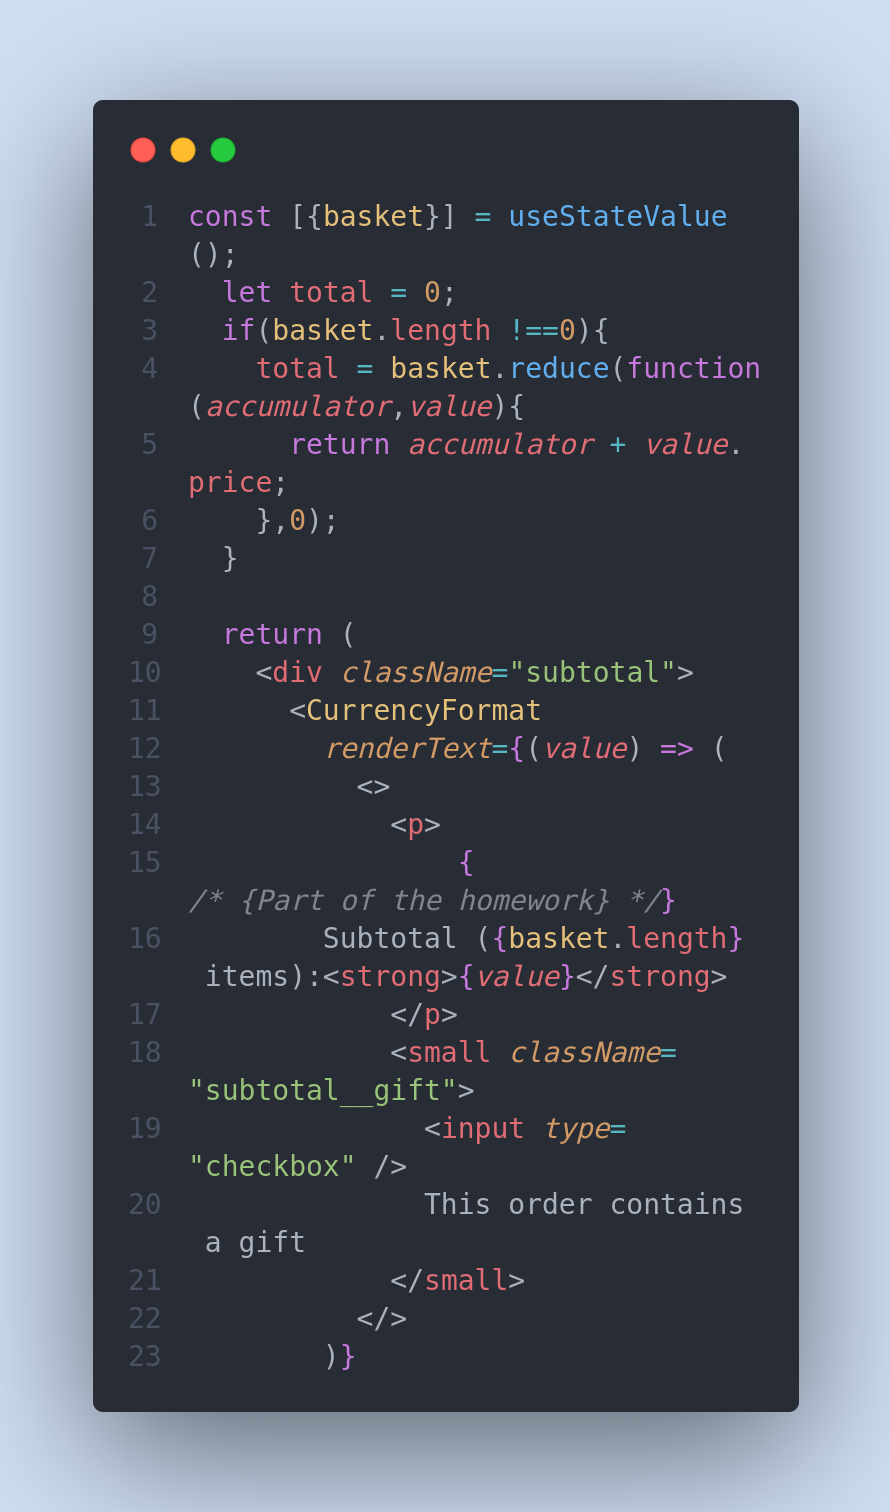 1 const [{basket}] = useStateValue
();
2 let total = 0;
3 if(basket.length !==0){
4 total = basket.reduce(function
(accumulator,value){
5 return accumulator + value.
price;
6 },0);
7 }
8
9 return (
10 <div className="subtotal">
11 <CurrencyFormat
12 renderText={(value) => (
13 <>
14 <p>
15 {
/* {Part of the homework} */}
16 Subtotal ({basket.length}
items):<strong>{value}</strong>
17 </p>
18 <small className=
"subtotal__gift">
19 <input type=
"checkbox" />
20 This order contains
a gift
21 </small>
22 </>
23 )}